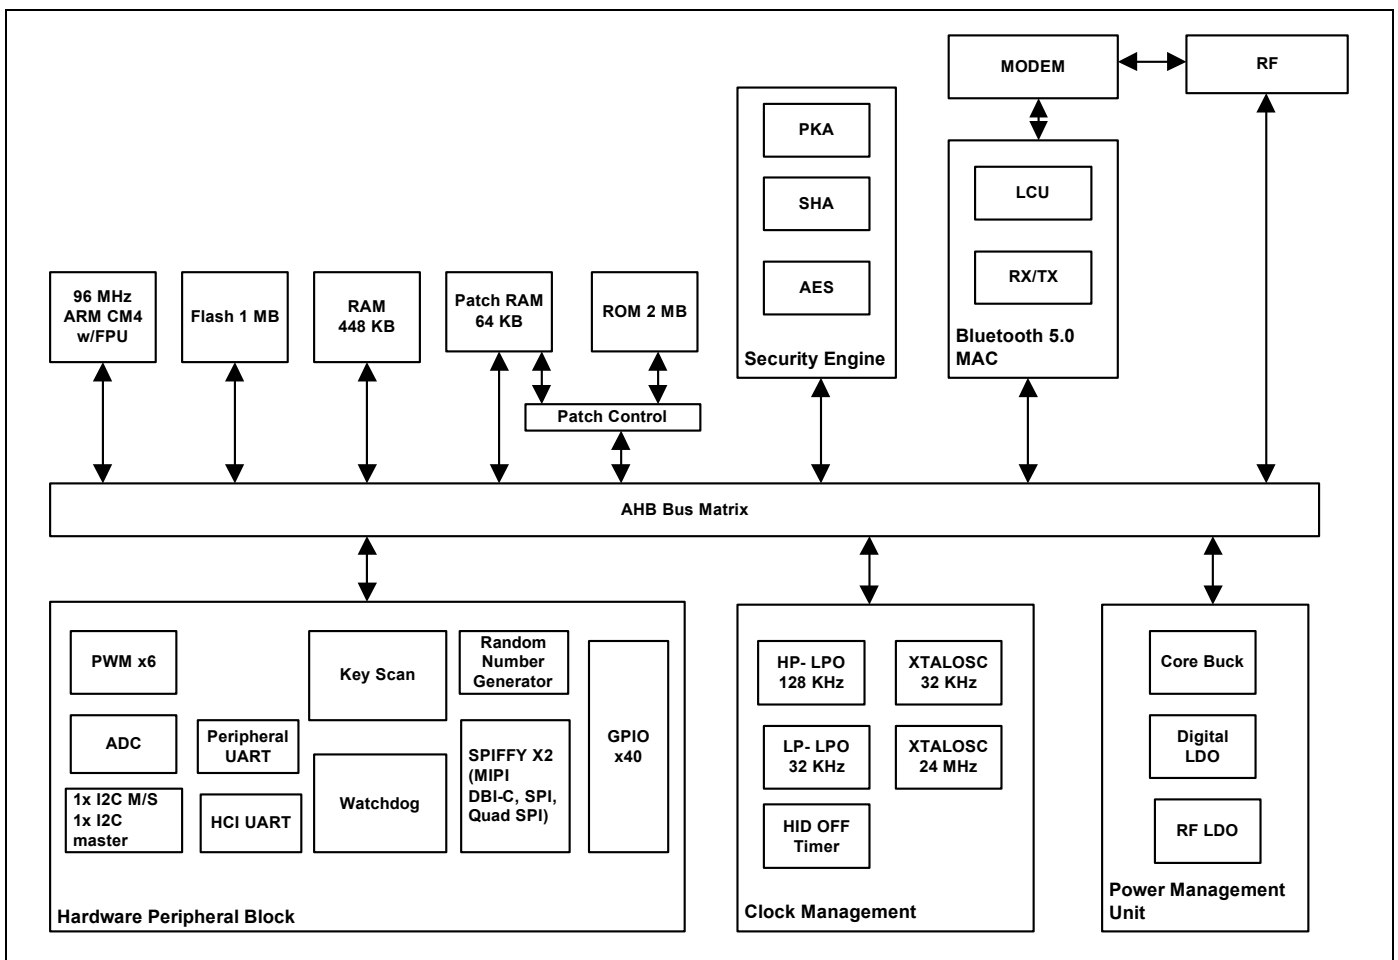 MODEM
RF
PKA
SHA
AES
Security Engine
LCU
RX/TX
Bluetooth 5.0
MAC
96 MHz
ARM CM4
w/FPU
Flash 1 MB
RAM
448 KB
Patch RAM
64 KB
ROM 2 MB
Patch Control
AHB Bus Matrix
PWM x6
ADC
1x I2C M/S
1x I2C
master
Peripheral
UART
HCI UART
Key Scan
Watchdog
Random
Number
Generator
SPIFFY X2
(MIPI
DBI-C, SPI,
Quad SPI)
GPIO
x40
Hardware Peripheral Block
HP- LPO
128 KHz
XTALOSC
32 KHz
LP- LPO
32 KHz
XTALOSC
24 MHz
HID OFF
Timer
Clock Management
Core Buck
Digital
LDO
RF LDO
Power Management
Unit